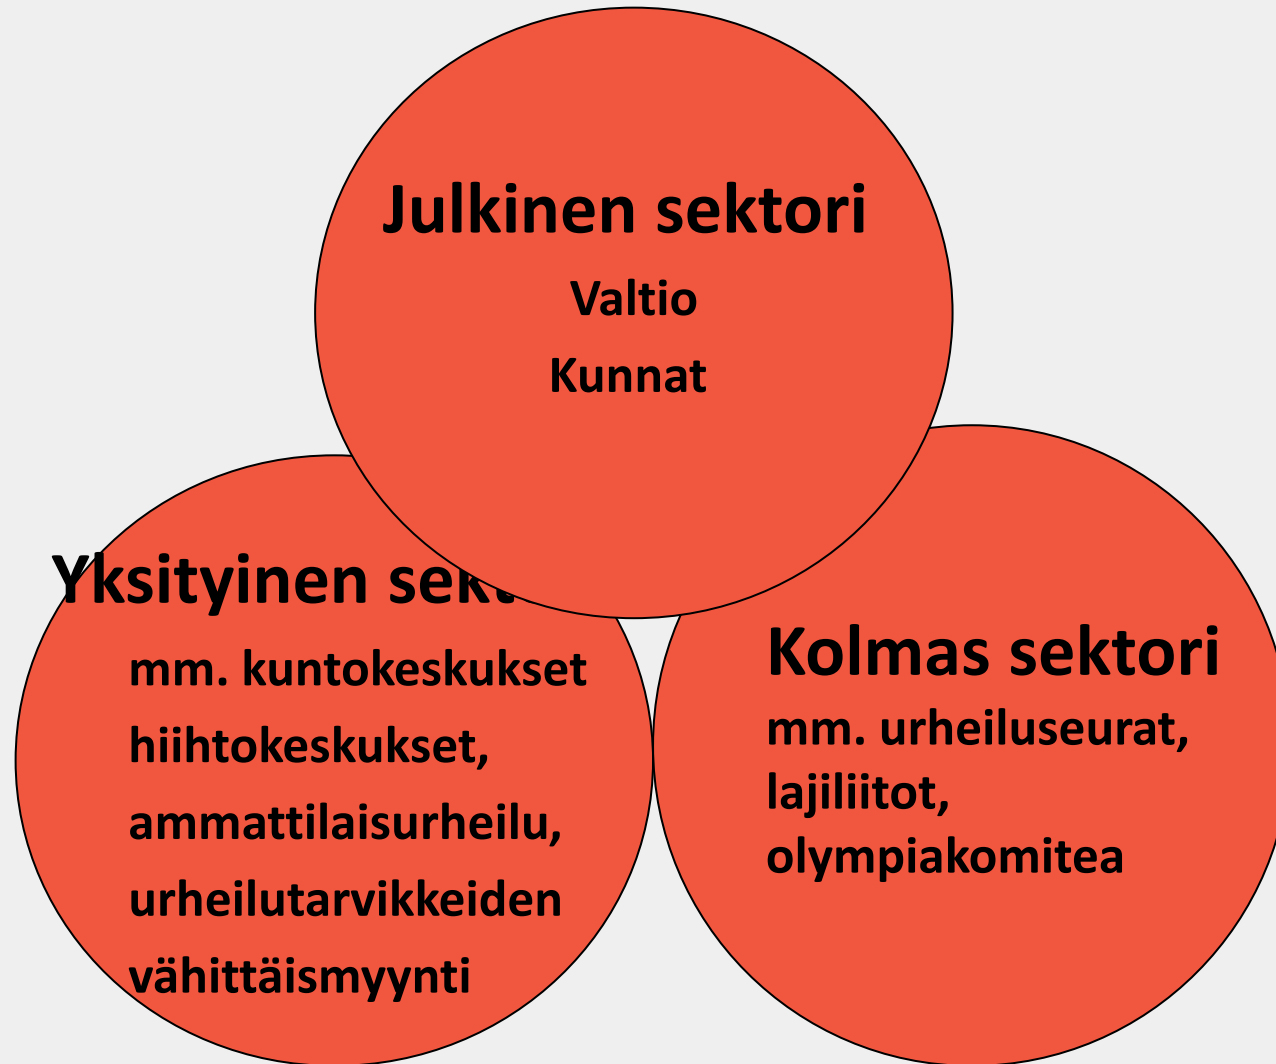 Julkinen sektori
Valtio
Kunnat
Yksityinen sekt
mm. kuntokeskukset
hiihtokeskukset,
ammattilaisurheilu,
urheilutarvikkeiden
vähittäismyynti
Kolmas sektori
mm. urheiluseurat,
lajiliitot,
olympiakomitea